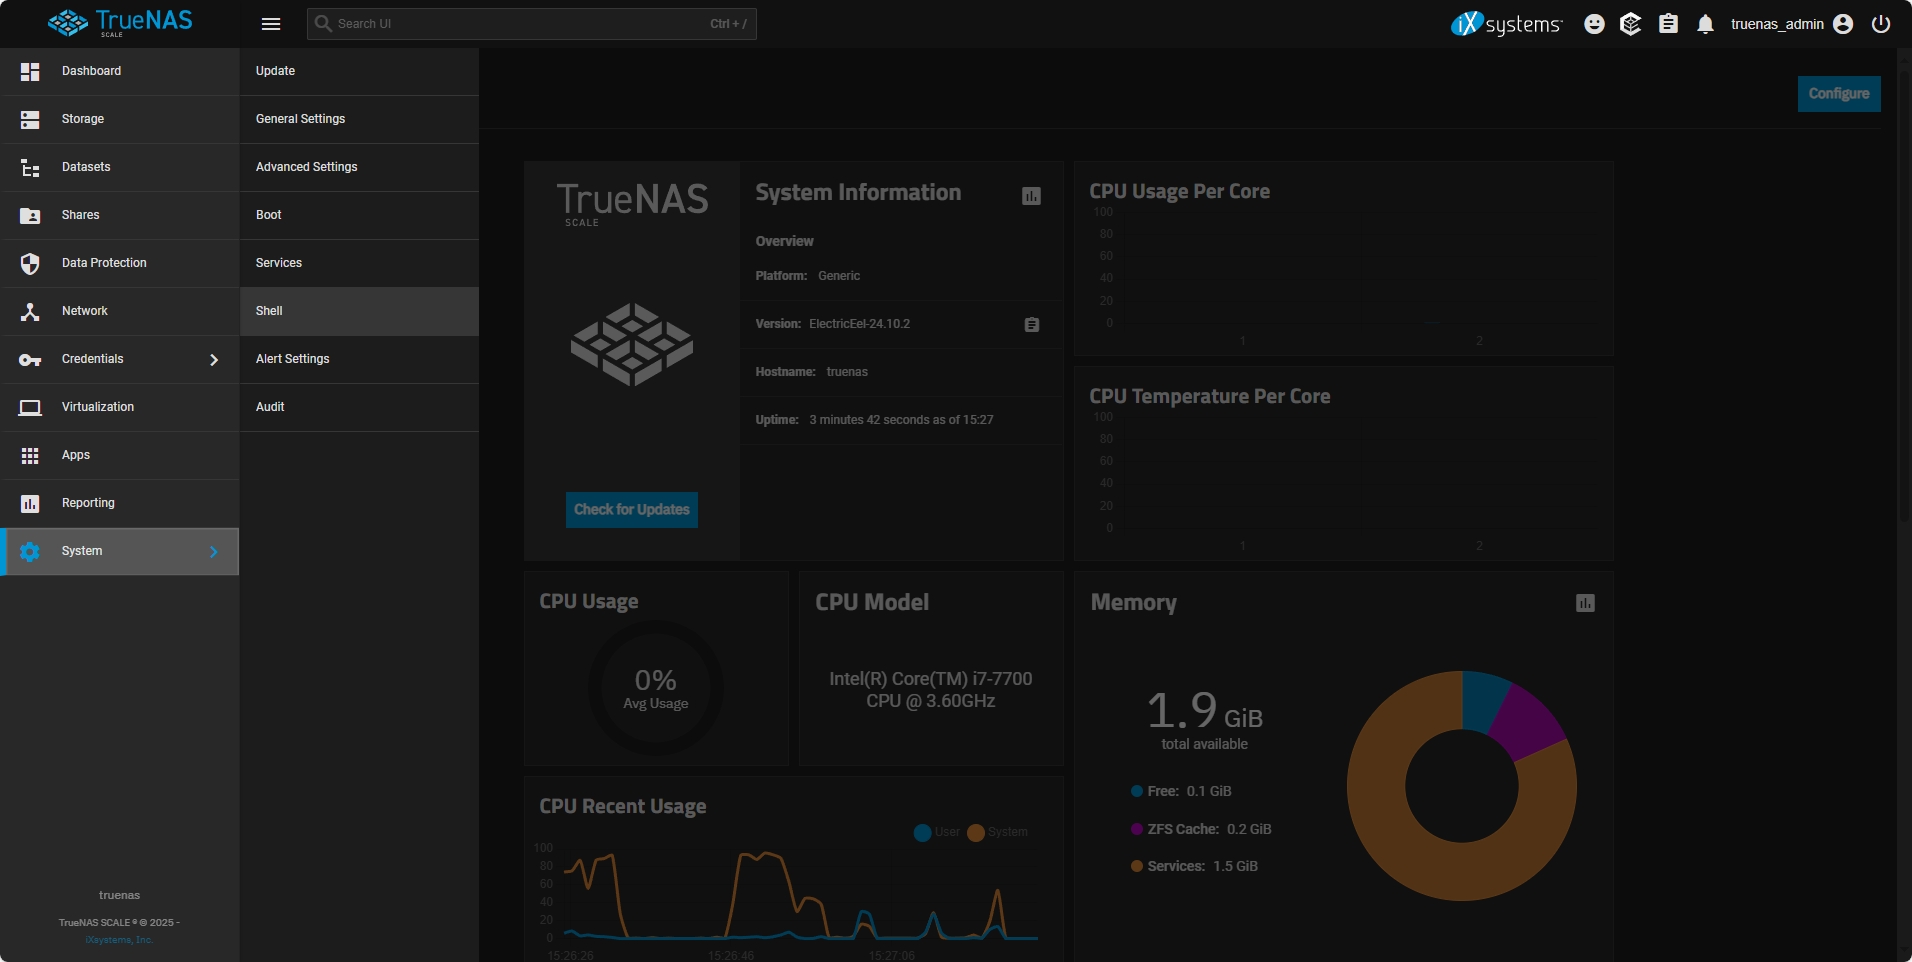 TrueNAS
SCALE
Search UI
Ctrl + /
iXsystems
truenas_admin
Dashboard
Storage
Datasets
Shares
Data Protection
Network
Credentials
Virtualization
Apps
Reporting
System
truenas
TrueNAS SCALE ® © 2025 -
iXsystems, Inc.
Update
General Settings
Advanced Settings
Boot
Services
Shell
Alert Settings
Audit
Configure
TrueNAS
SCALE
Check for Updates
System Information
Overview
Platform: Generic
Version: ElectricEel-24.10.2
Hostname: truenas
Uptime: 3 minutes 42 seconds as of 15:27
CPU Usage Per Core
100
80
60
40
20
0
1 2
CPU Temperature Per Core
100
80
60
40
20
0
1 2
CPU Usage
0%
Avg Usage
CPU Model
Intel(R) Core(TM) i7-7700
CPU @ 3.60GHz
Memory
1.9 GiB
total available
Free: 0.1 GiB
ZFS Cache: 0.2 GiB
Services: 1.5 GiB
CPU Recent Usage
User System
100
80
60
40
20
0
15:26:26 15:26:46 15:27:06